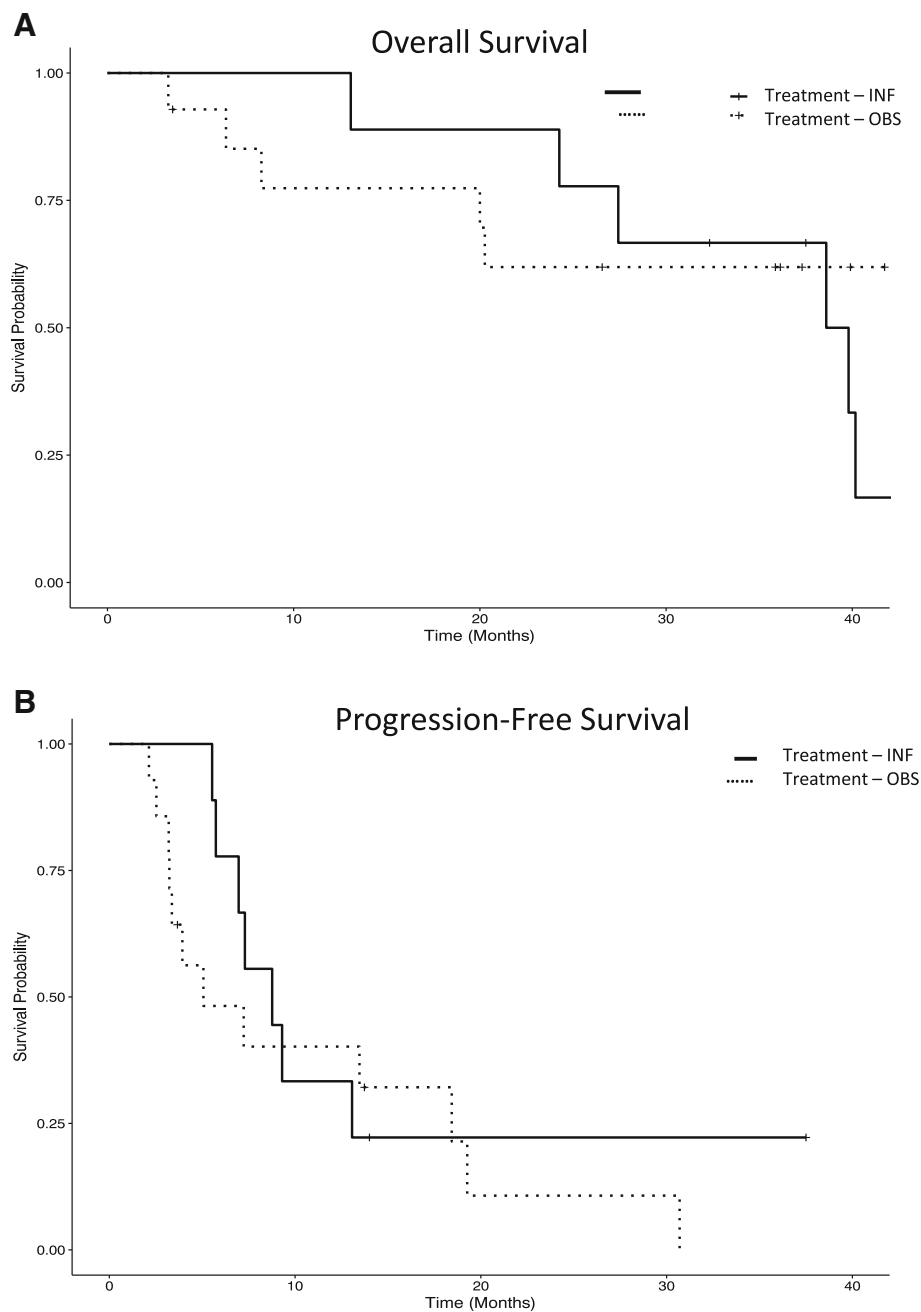 A
Overall Survival
Treatment – INF
Treatment – OBS
1.00
0.75
0.50
0.25
0.00
Survival Probability
0 10 20 30 40
Time (Months)
B
Progression-Free Survival
Treatment – INF
Treatment – OBS
1.00
0.75
0.50
0.25
0.00
Survival Probability
0 10 20 30 40
Time (Months)